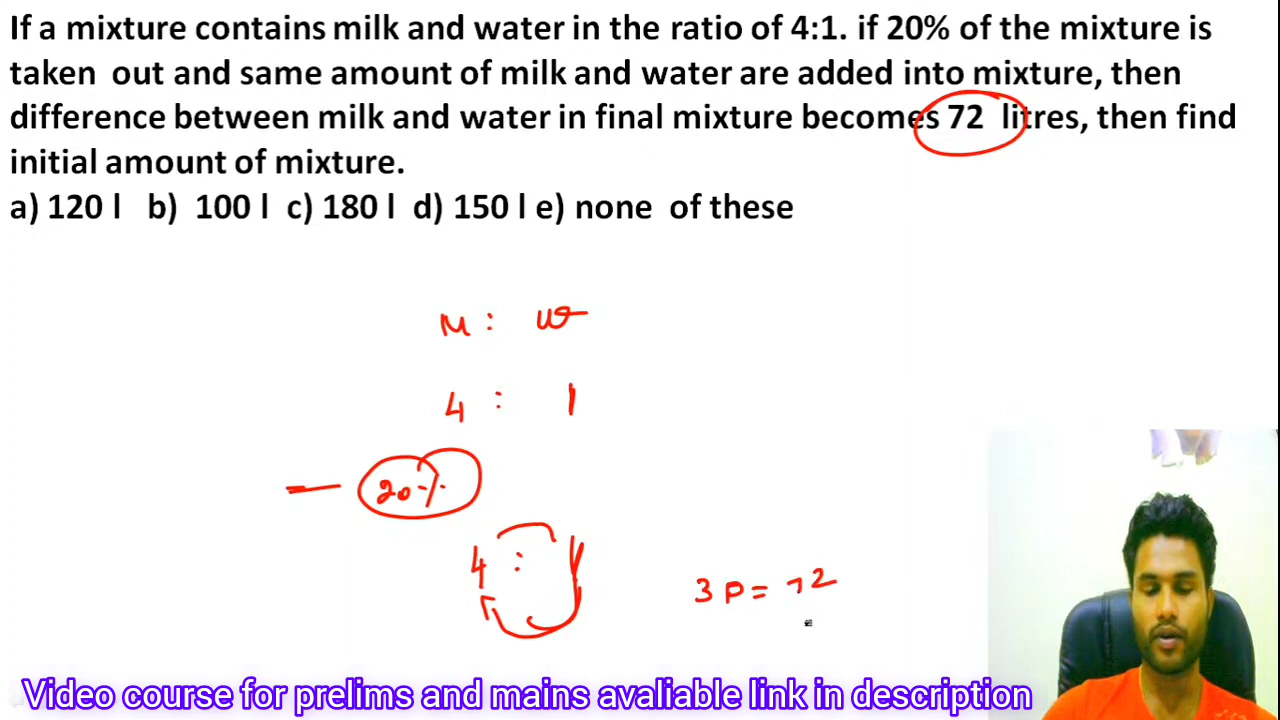 If a mixture contains milk and water in the ratio of 4:1. if 20% of the mixture is
taken out and same amount of milk and water are added into mixture, then
difference between milk and water in final mixture becomes 72 litres, then find
initial amount of mixture.
a) 120 l b) 100 l c) 180 l d) 150 l e) none of these
M : W
4 : 1
— 20%
4 : 1
3 P = 72
Video course for prelims and mains avaliable link in description